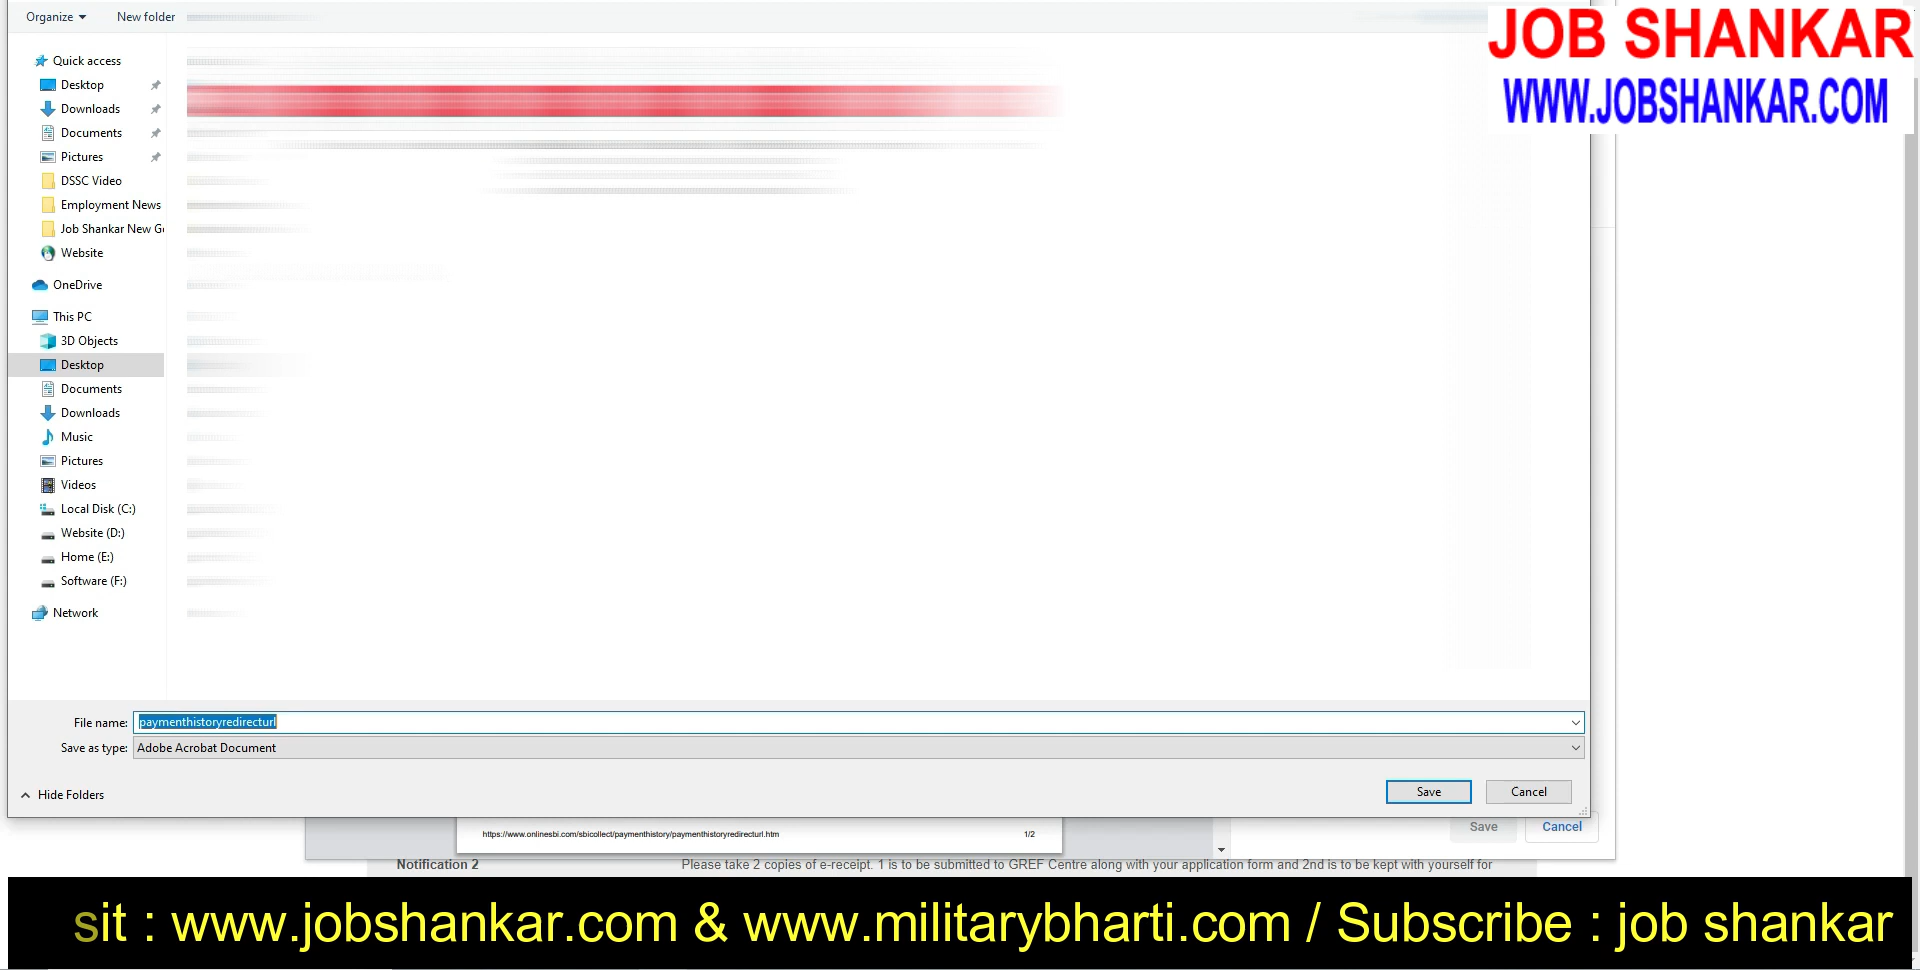 Organize
New folder
JOB SHANKAR
WWW.JOBSHANKAR.COM
Quick access
Desktop
Downloads
Documents
Pictures
DSSC Video
Employment News
Job Shankar New G
Website
OneDrive
This PC
3D Objects
Desktop
Documents
Downloads
Music
Pictures
Videos
Local Disk (C:)
Website (D:)
Home (E:)
Software (F:)
Network
File name: paymenthistoryredirecturl
Save as type: Adobe Acrobat Document
Hide Folders
Save
Cancel
https://www.onlinesbi.com/sbicollect/paymenthistory/paymenthistoryredirecturl.htm
1/2
Save
Cancel
Notification 2
Please take 2 copies of e-receipt. 1 is to be submitted to GREF Centre along with your application form and 2nd is to be kept with yourself for
sit : www.jobshankar.com & www.militarybharti.com / Subscribe : job shankar